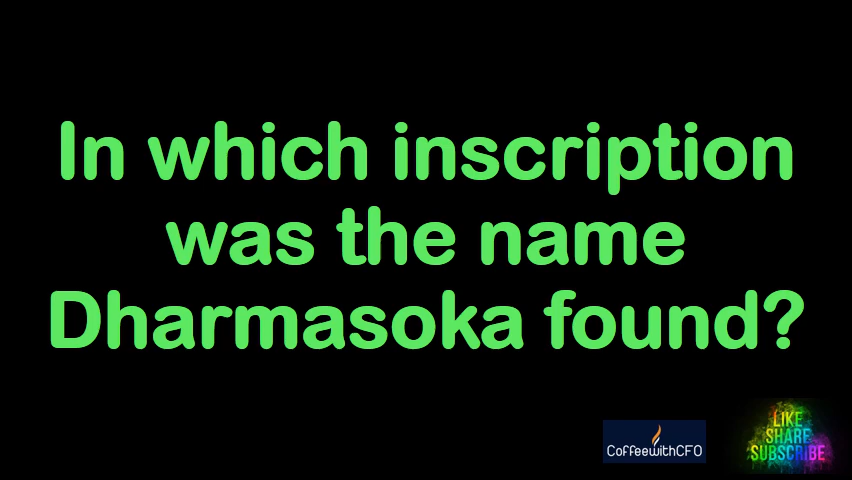 In which inscription
was the name
Dharmasoka found?
CoffeewithCFO
LIKE
SHARE
SUBSCRIBE